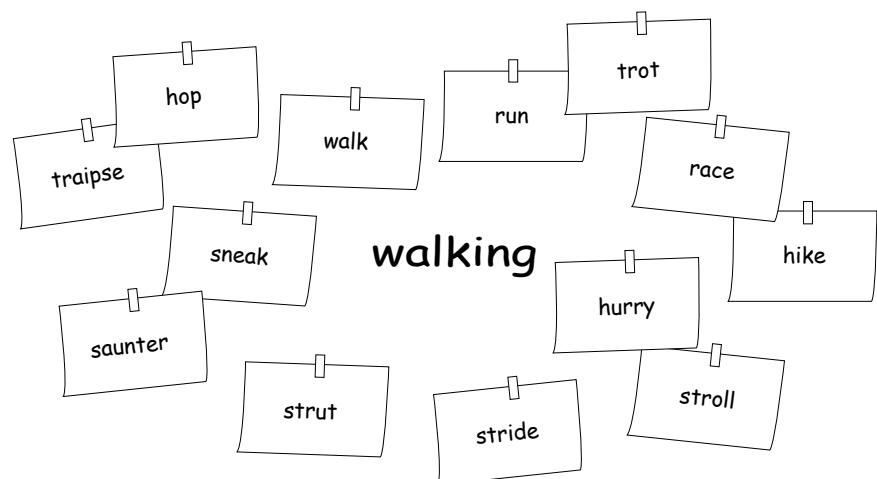 hop
trot
run
walk
race
traipse
sneak
walking
hike
hurry
saunter
stroll
strut
stride